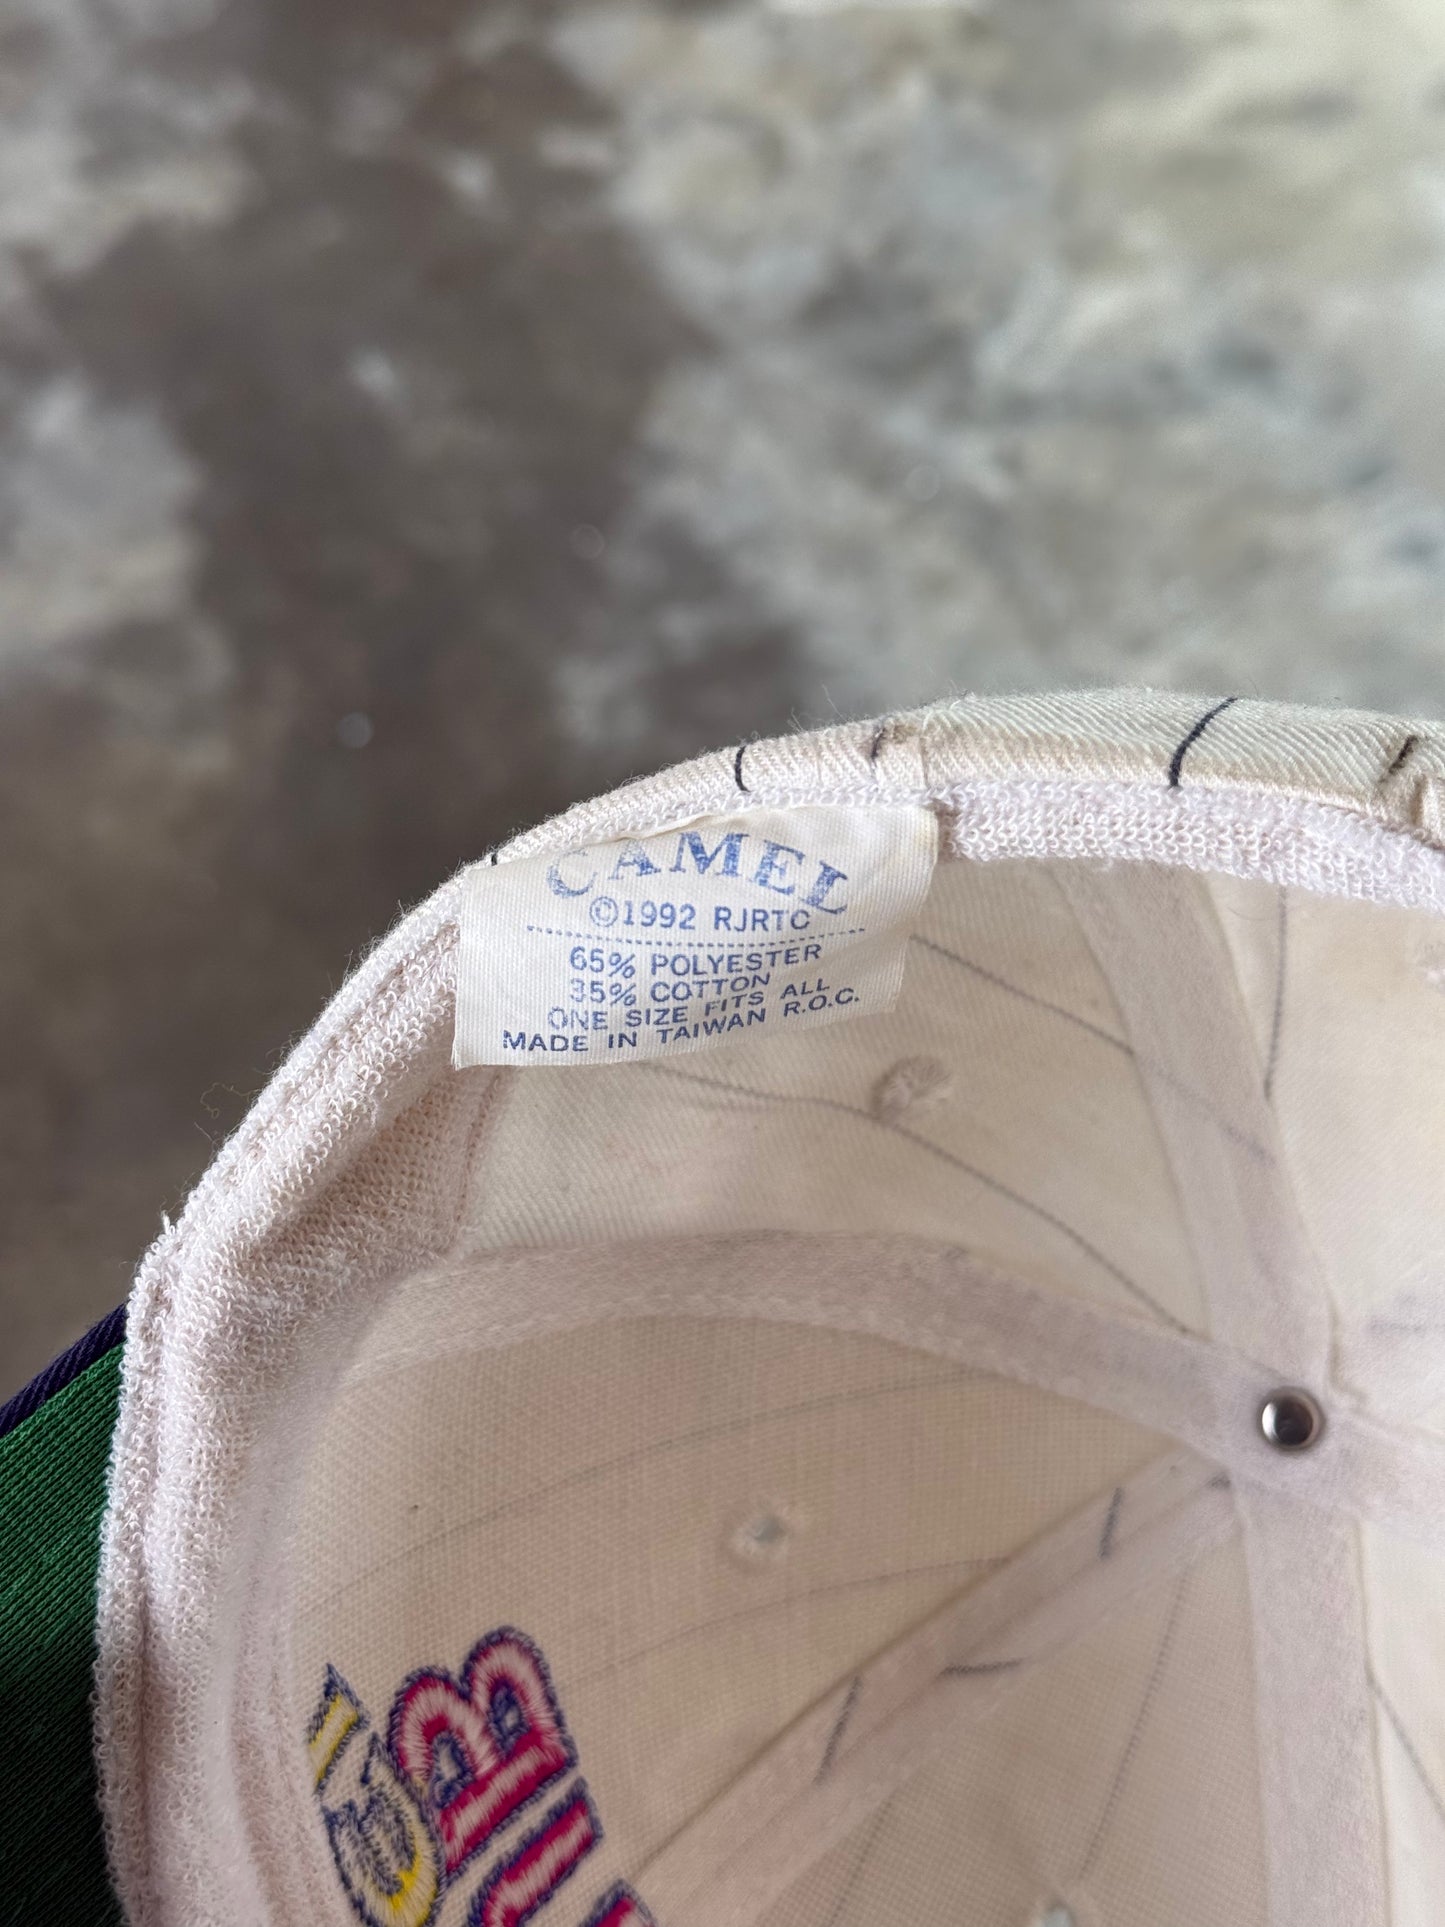 CAMEL
©1992 RJRTC
65% POLYESTER
35% COTTON
ONE SIZE FITS ALL
MADE IN TAIWAN R.O.C.